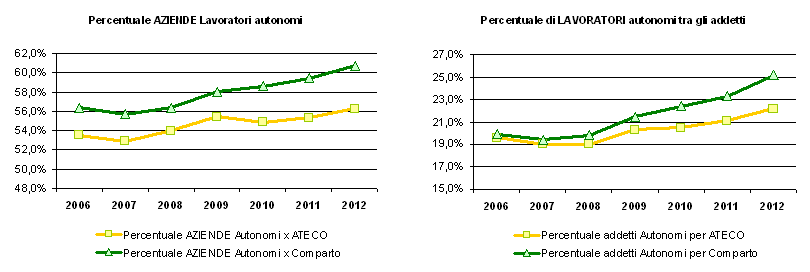 Percentuale AZIENDE Lavoratori autonomi
62,0%
60,0%
58,0%
56,0%
54,0%
52,0%
50,0%
48,0%
2006 2007 2008 2009 2010 2011 2012
Percentuale AZIENDE Autonomi x ATECO
Percentuale AZIENDE Autonomi x Comparto
Percentuale di LAVORATORI autonomi tra gli addetti
27,0%
25,0%
23,0%
21,0%
19,0%
17,0%
15,0%
2006 2007 2008 2009 2010 2011 2012
Percentuale addetti Autonomi per ATECO
Percentuale addetti Autonomi per Comparto